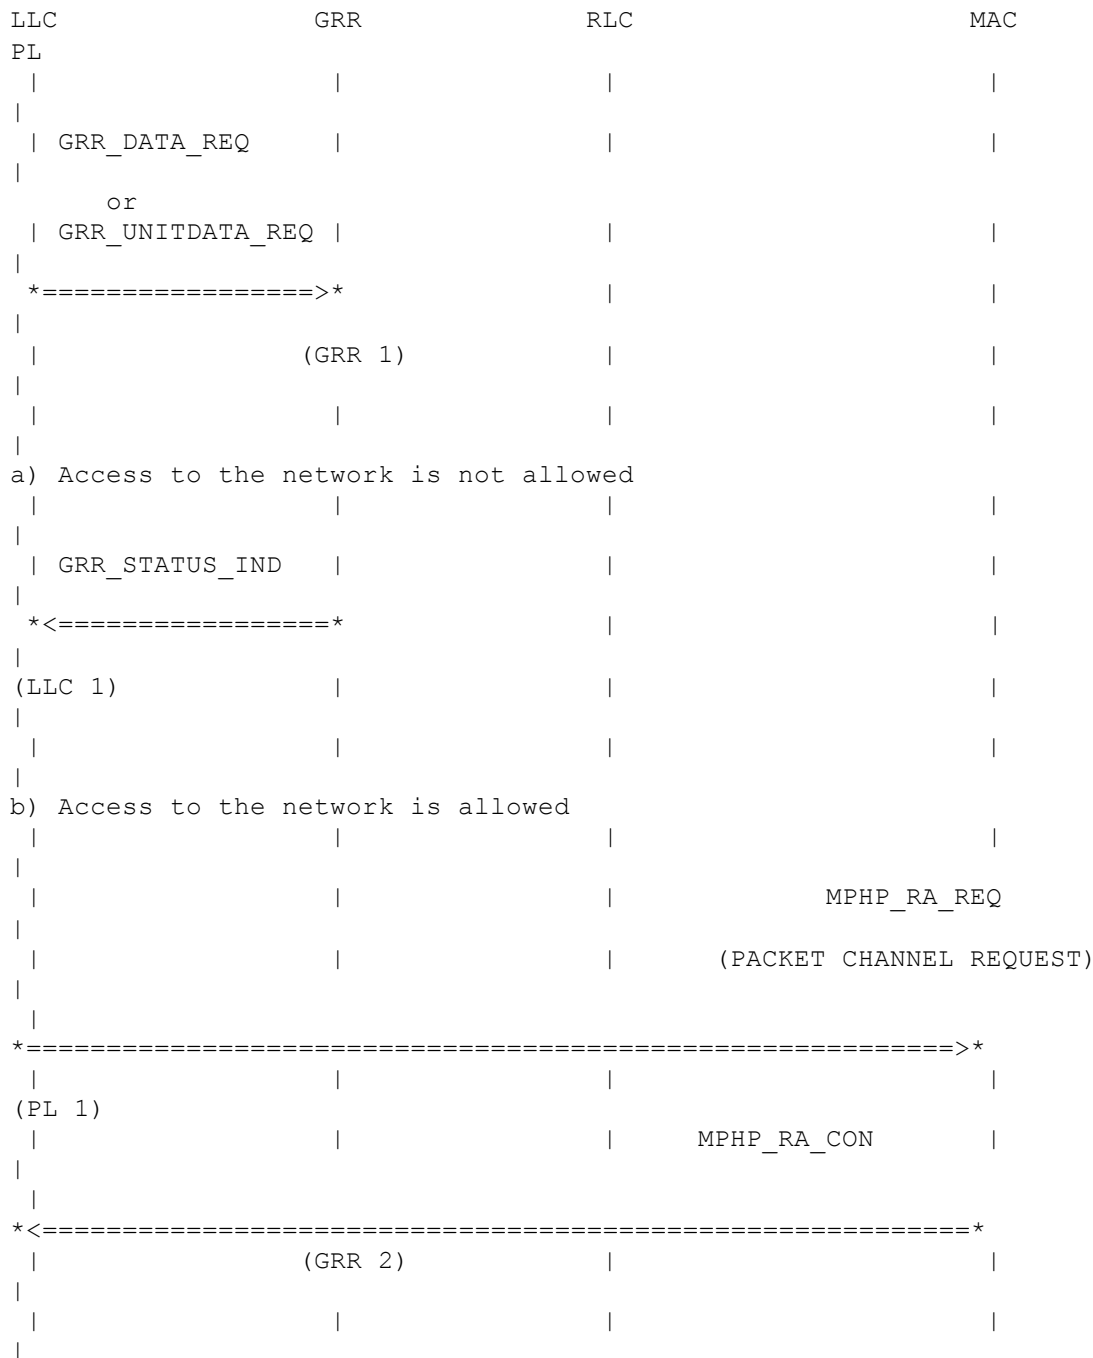 LLC                GRR              RLC                     MAC
PL
 |                  |                |                       |
|
 | GRR_DATA_REQ     |                |                       |
|
      or
 | GRR_UNITDATA_REQ |                |                       |
|
 *=================>*                |                       |
|
 |                (GRR 1)            |                       |
|
 |                  |                |                       |
|
a) Access to the network is not allowed
 |                  |                |                       |
|
 | GRR_STATUS_IND   |                |                       |
|
 *<=================*                |                       |
|
(LLC 1)             |                |                       |
|
 |                  |                |                       |
|
b) Access to the network is allowed
 |                  |                |                       |
|
 |                  |                |             MPHP_RA_REQ
|
 |                  |                |      (PACKET CHANNEL REQUEST)
|
 |
*==========================================================>*
 |                  |                |                       |
(PL 1)
 |                  |                |     MPHP_RA_CON       |
|
 |
*<==========================================================*
 |                (GRR 2)            |                       |
|
 |                  |                |                       |
|